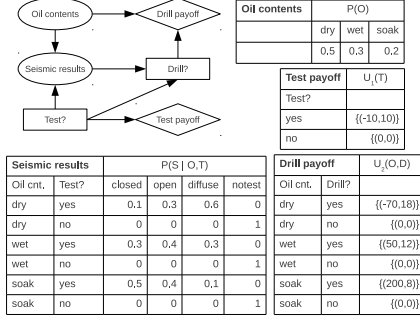 Oil contents
Drill payoff
Seismic results
Drill?
Test?
Test payoff
Oil contents P(O)
dry wet soak
0,5 0,3 0,2
Test payoff U1(T)
Test?
yes {(-10,10)}
no {(0,0)}
Seismic results P(S | O,T)
Oil cnt. Test? closed open diffuse notest
dry yes 0,1 0,3 0,6 0
dry no 0 0 0 1
wet yes 0,3 0,4 0,3 0
wet no 0 0 0 1
soak yes 0,5 0,4 0,1 0
soak no 0 0 0 1
Drill payoff U2(O,D)
Oil cnt. Drill?
dry yes {(-70,18)}
dry no {(0,0)}
wet yes {(50,12)}
wet no {(0,0)}
soak yes {(200,8)}
soak no {(0,0)}